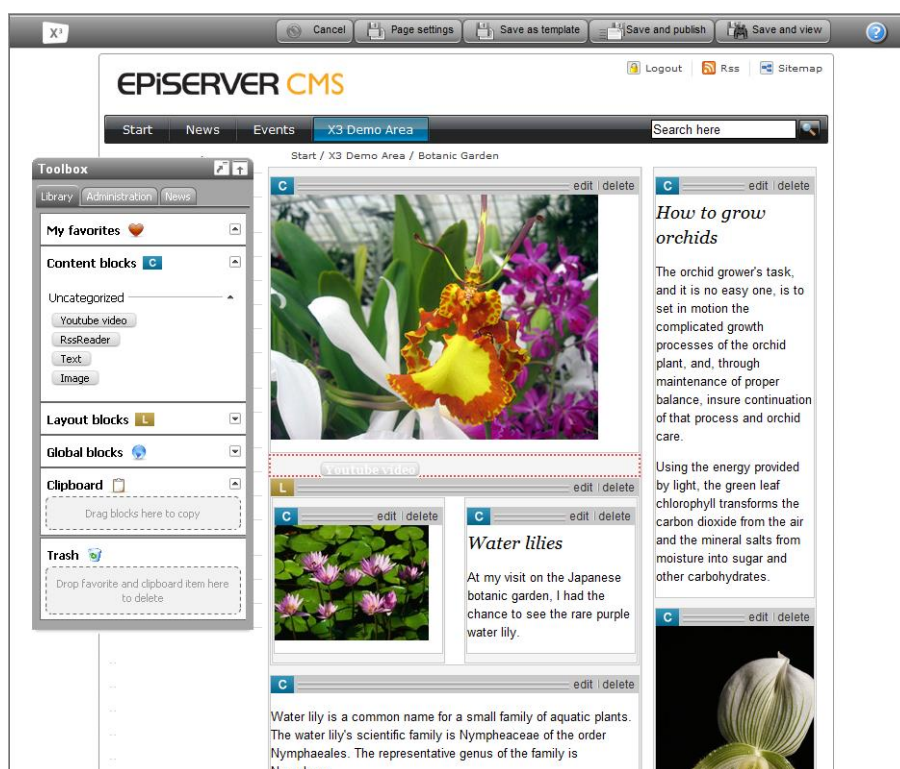 X³
Cancel
Page settings
Save as template
Save and publish
Save and view
?
EPiSERVER CMS
Logout
Rss
Sitemap
Start
News
Events
X3 Demo Area
Search here
Start / X3 Demo Area / Botanic Garden
Toolbox
Library
Administration
News
My favorites
Content blocks C
Uncategorized
Youtube video
RssReader
Text
Image
Layout blocks L
Global blocks
Clipboard
Drag blocks here to copy
Trash
Drop favorite and clipboard item here
to delete
C edit delete
Youtube video
L edit delete
C edit delete
C edit delete
Water lilies
At my visit on the Japanese
botanic garden, I had the
chance to see the rare purple
water lily.
C edit delete
Water lily is a common name for a small family of aquatic plants.
The water lily's scientific family is Nympheaceae of the order
Nymphaeales. The representative genus of the family is
C edit delete
How to grow
orchids
The orchid grower's task,
and it is no easy one, is to
set in motion the
complicated growth
processes of the orchid
plant, and, through
maintenance of proper
balance, insure continuation
of that process and orchid
care.
Using the energy provided
by light, the green leaf
chlorophyll transforms the
carbon dioxide from the air
and the mineral salts from
moisture into sugar and
other carbohydrates.
C edit delete